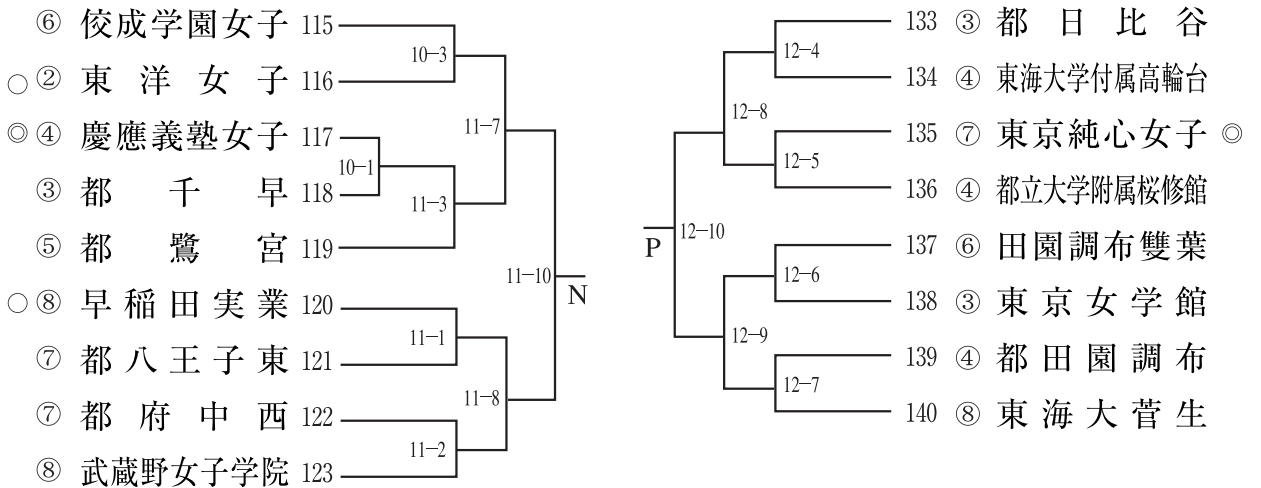 ⑥ 佼成学園女子 115
○ ② 東洋女子 116
◎ ④ 慶應義塾女子 117
③ 都千早 118
⑤ 都鷺宮 119
○ ⑧ 早稲田実業 120
⑦ 都八王子東 121
⑦ 都府中西 122
⑧ 武蔵野女子学院 123
10−3
11−7
10−1
11−3
11−10
N
11−1
11−8
11−2
133 ③ 都日比谷
134 ④ 東海大学付属高輪台
135 ⑦ 東京純心女子 ◎
136 ④ 都立大学附属桜修館
137 ⑥ 田園調布雙葉
138 ③ 東京女学館
139 ④ 都田園調布
140 ⑧ 東海大菅生
12−4
12−8
12−5
P
12−10
12−6
12−9
12−7